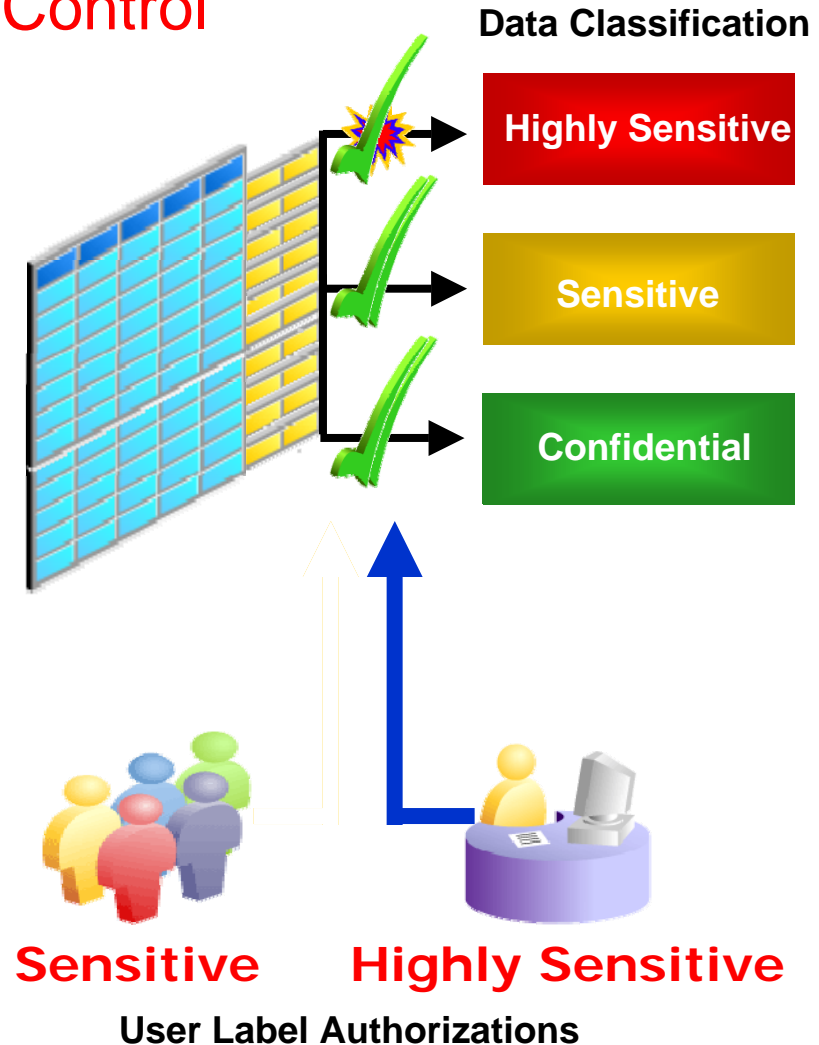 Control
Data Classification
Highly Sensitive
Sensitive
Confidential
Sensitive
Highly Sensitive
User Label Authorizations